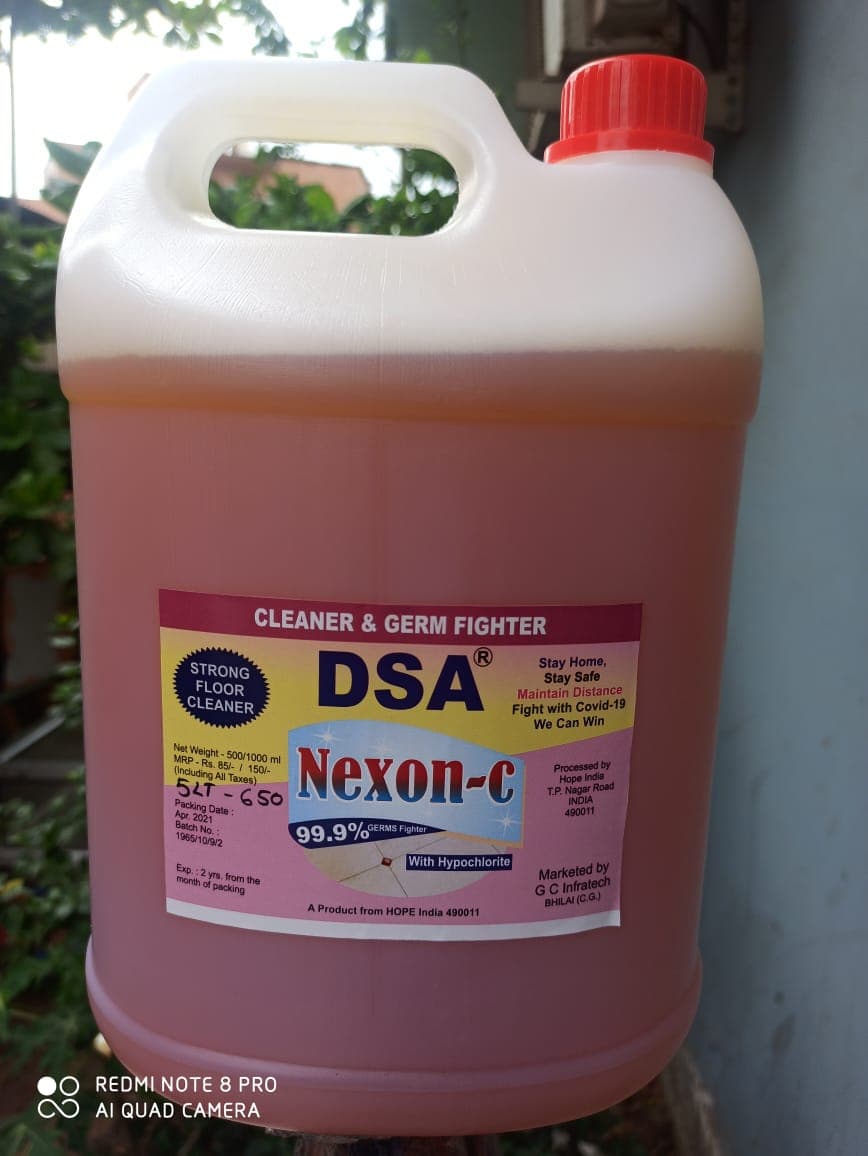 CLEANER & GERM FIGHTER
STRONG
FLOOR
CLEANER
DSA®
Stay Home,
Stay Safe
Maintain Distance
Fight with Covid-19
We Can Win
Net Weight - 500/1000 ml
MRP - Rs. 85/- / 150/-
(Including All Taxes)
5LT - 650
Packing Date :
Apr. 2021
Batch No. :
1965/10/9/2
Exp. : 2 yrs. from the
month of packing
Nexon-c
99.9% GERMS Fighter
With Hypochlorite
Processed by
Hope India
T.P. Nagar Road
INDIA
490011
Marketed by
G C Infratech
BHILAI (C.G.)
A Product from HOPE India 490011
REDMI NOTE 8 PRO
AI QUAD CAMERA